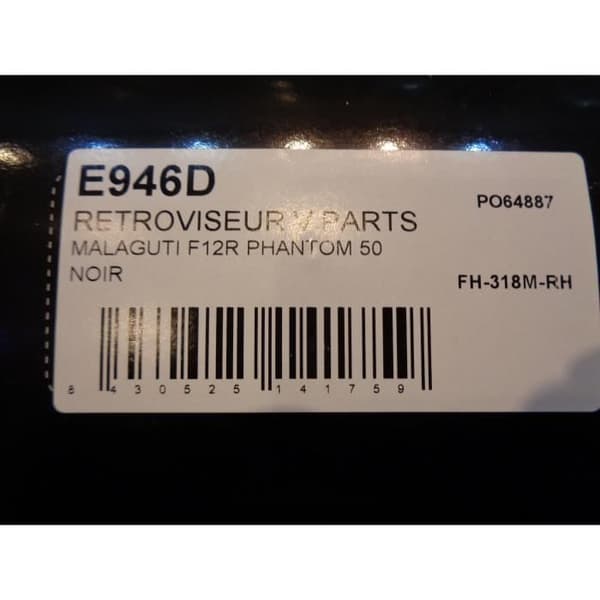 E946D
PO64887
RETROVISEUR V PARTS
MALAGUTI F12R PHANTOM 50
NOIR
FH-318M-RH
8 430525 141759